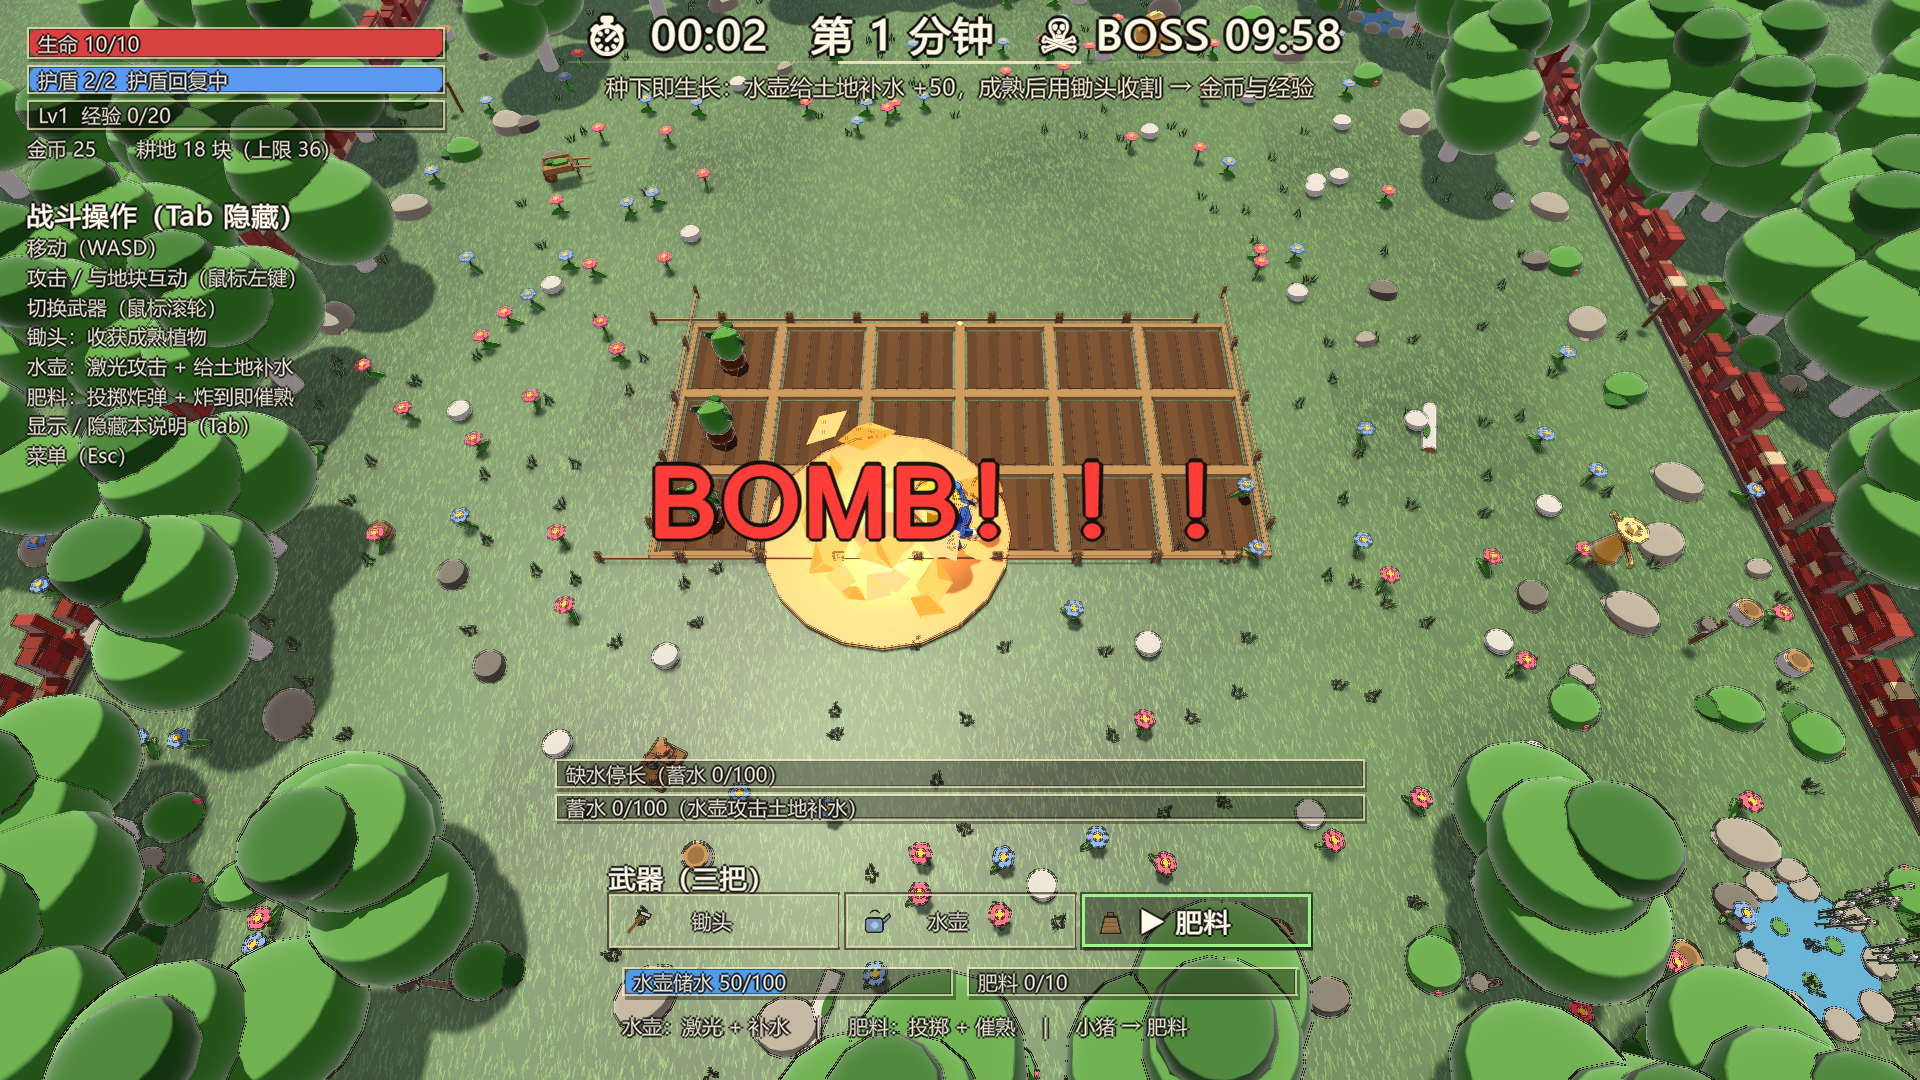 生命 10/10
护盾 2/2 护盾回复中
Lv1 经验 0/20
金币 25 耕地 18 块（上限 36）
00:02 第 1 分钟 BOSS 09:58
种下即生长：水壶给土地补水 +50，成熟后用锄头收割 → 金币与经验
战斗操作（Tab 隐藏）
移动（WASD）
攻击 / 与地块互动（鼠标左键）
切换武器（鼠标滚轮）
锄头：收获成熟植物
水壶：激光攻击 + 给土地补水
肥料：投掷炸弹 + 炸到即催熟
显示 / 隐藏本说明（Tab）
菜单（Esc）
BOMB！！！
缺水停长（蓄水 0/100）
蓄水 0/100（水壶攻击土地补水）
武器（三把）
锄头 水壶 ▶ 肥料
水壶储水 50/100 肥料 0/10
水壶：激光 + 补水 | 肥料：投掷 + 催熟 | 小猪 → 肥料